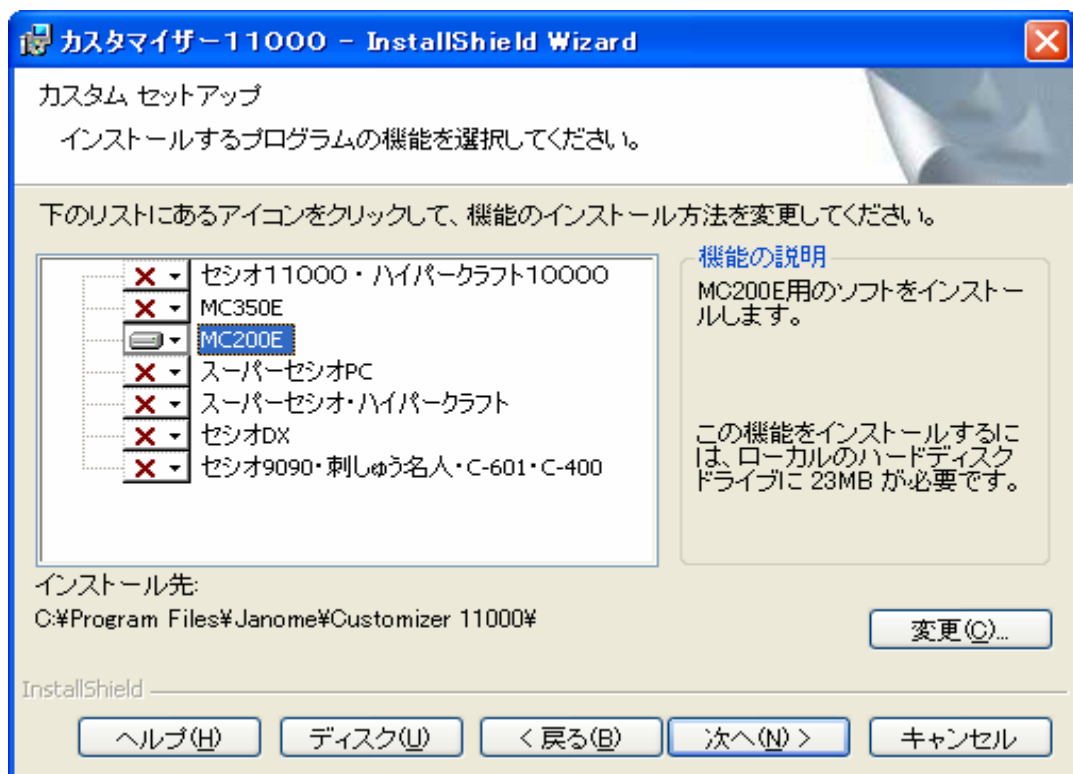 カスタマイザー11000 - InstallShield Wizard
カスタム セットアップ
インストールするプログラムの機能を選択してください。
下のリストにあるアイコンをクリックして、機能のインストール方法を変更してください。
セシオ11000・ハイパークラフト10000
MC350E
MC200E
スーパーセシオPC
スーパーセシオ・ハイパークラフト
セシオDX
セシオ9090・刺しゅう名人・C-601・C-400
機能の説明
MC200E用のソフトをインストー
ルします。
この機能をインストールするに
は、ローカルのハードディスク
ドライブに 23MB が必要です。
インストール先:
C:¥Program Files¥Janome¥Customizer 11000¥
変更(C)...
InstallShield
ヘルプ(H)
ディスク(U)
< 戻る(B)
次へ(N) >
キャンセル